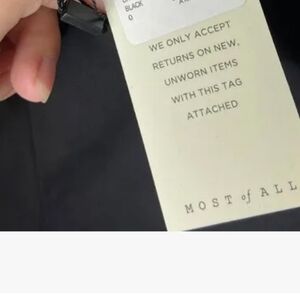 BLACK
0
WE ONLY ACCEPT
RETURNS ON NEW,
UNWORN ITEMS
WITH THIS TAG
ATTACHED
MOST of ALL